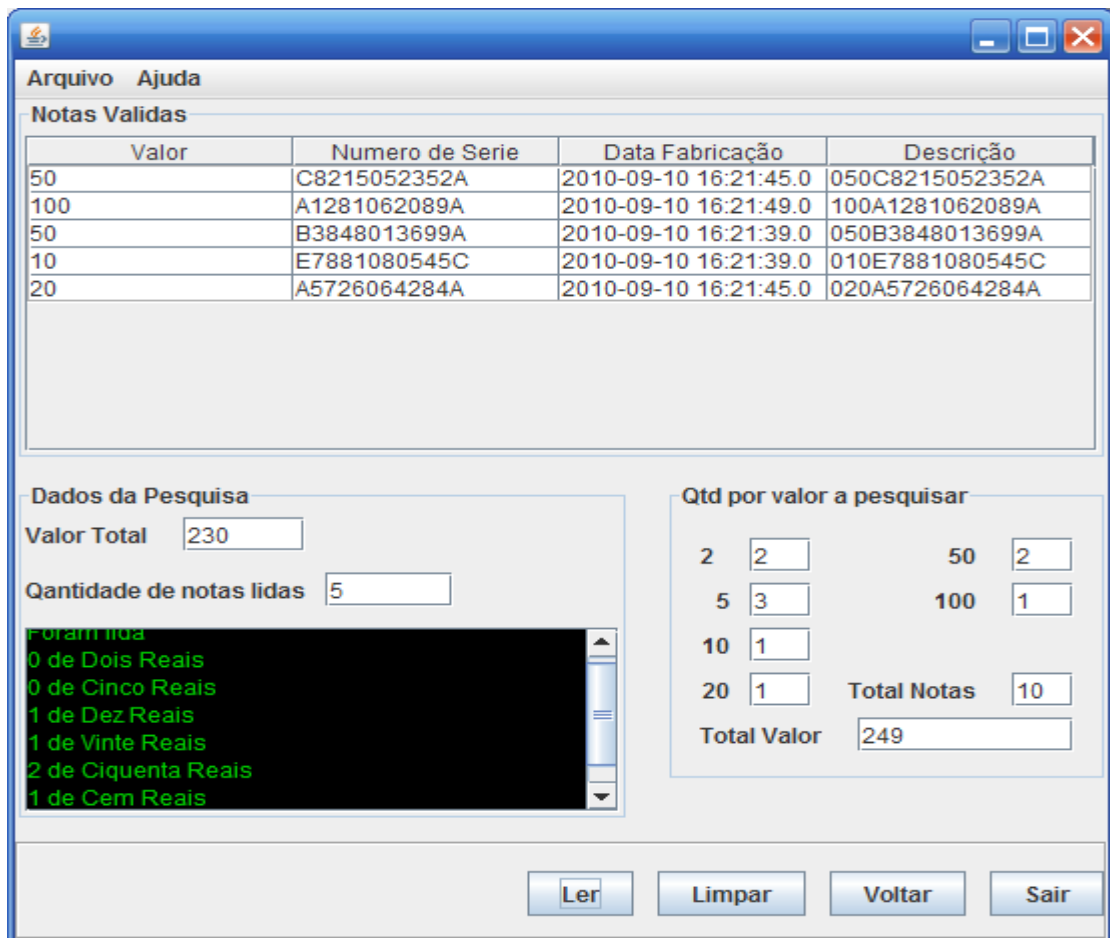 Arquivo Ajuda
Notas Validas
Valor Numero de Serie Data Fabricação Descrição
50 C8215052352A 2010-09-10 16:21:45.0 050C8215052352A
100 A1281062089A 2010-09-10 16:21:49.0 100A1281062089A
50 B3848013699A 2010-09-10 16:21:39.0 050B3848013699A
10 E7881080545C 2010-09-10 16:21:39.0 010E7881080545C
20 A5726064284A 2010-09-10 16:21:45.0 020A5726064284A
Dados da Pesquisa
Valor Total 230
Qantidade de notas lidas 5
Foram lida
0 de Dois Reais
0 de Cinco Reais
1 de Dez Reais
1 de Vinte Reais
2 de Ciquenta Reais
1 de Cem Reais
Qtd por valor a pesquisar
2 2 50 2
5 3 100 1
10 1
20 1 Total Notas 10
Total Valor 249
Ler Limpar Voltar Sair